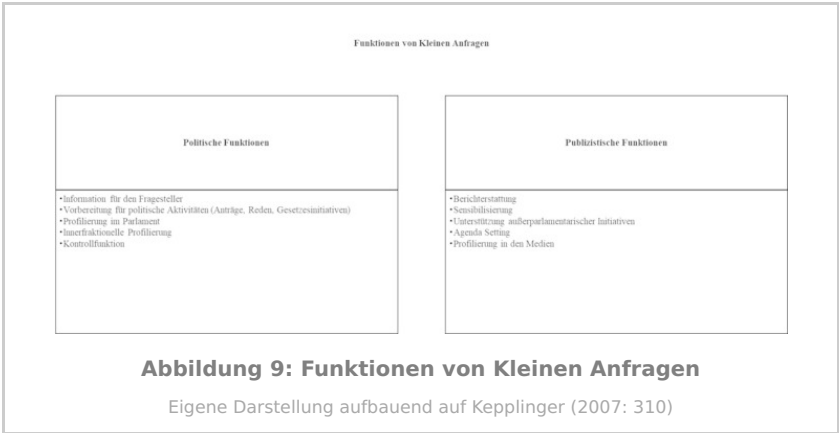 Funktionen von Kleinen Anfragen
Politische Funktionen
•Information für den Fragesteller
•Vorbereitung für politische Aktivitäten (Anträge, Reden, Gesetzesinitiativen)
•Profilierung im Parlament
•Innerfraktionelle Profilierung
•Kontrollfunktion
Publizistische Funktionen
•Berichterstattung
•Sensibilisierung
•Unterstützung außerparlamentarischer Initiativen
•Agenda Setting
•Profilierung in den Medien
Abbildung 9: Funktionen von Kleinen Anfragen
Eigene Darstellung aufbauend auf Kepplinger (2007: 310)